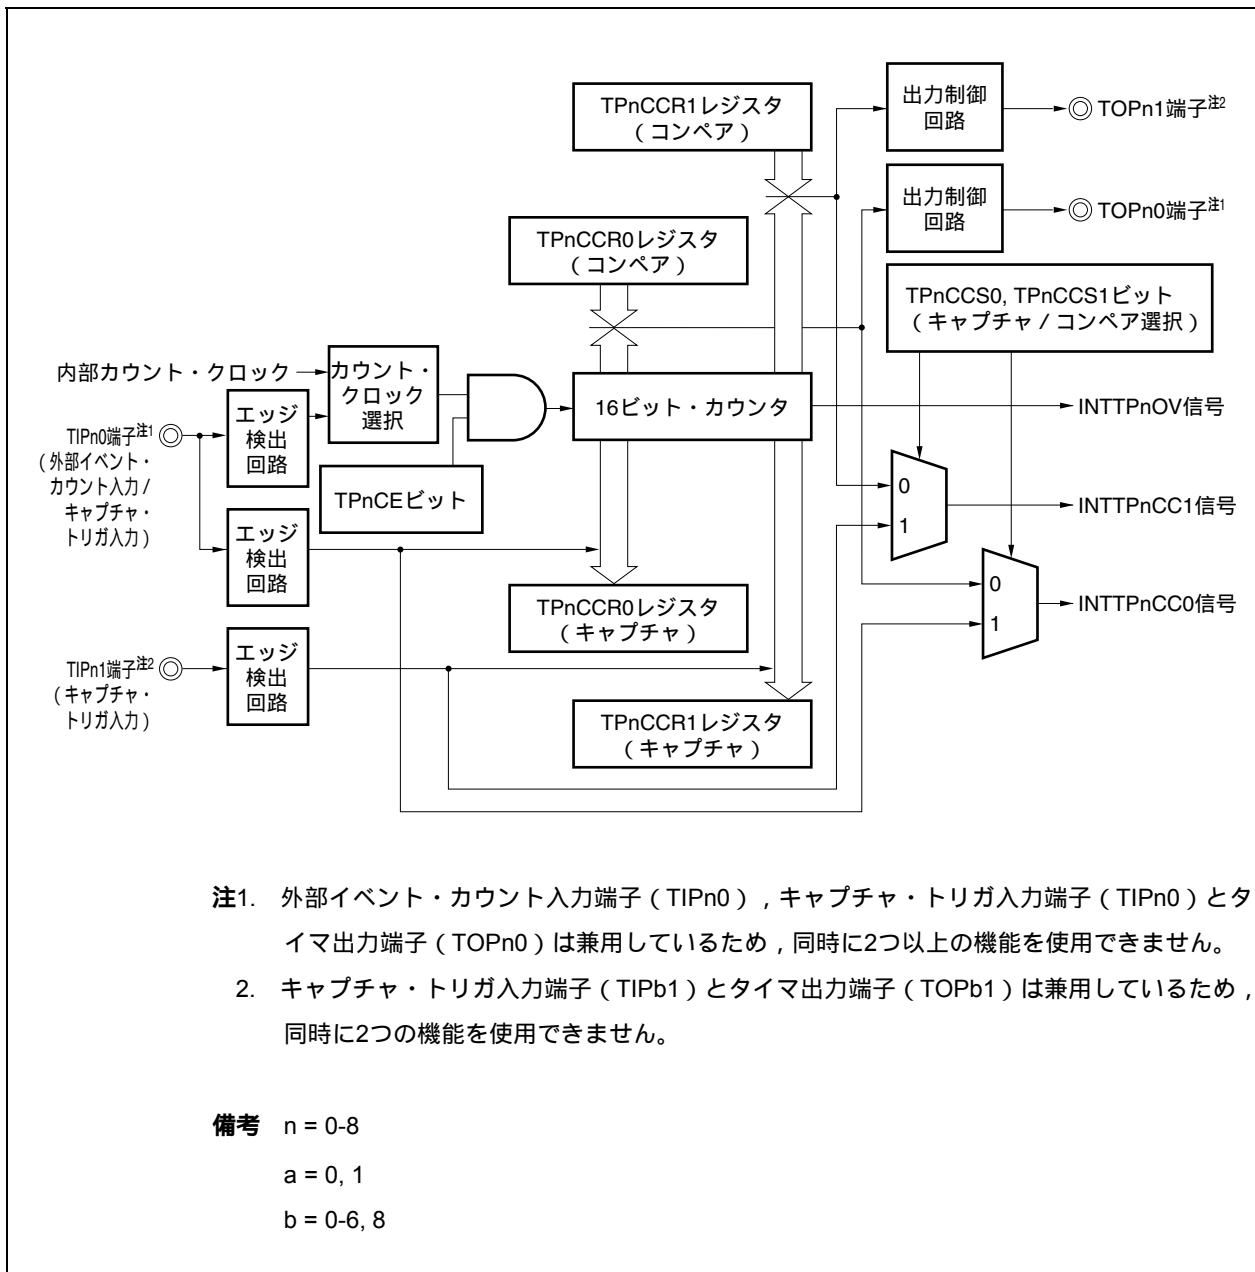 TPnCCR1レジスタ
（コンペア）
出力制御
回路
TOPn1端子注2
出力制御
回路
TOPn0端子注1
TPnCCR0レジスタ
（コンペア）
TPnCCS0, TPnCCS1ビット
（キャプチャ／コンペア選択）
内部カウント・クロック
カウント・
クロック
選択
16ビット・カウンタ
INTTPnOV信号
エッジ
検出
回路
TIPn0端子注1
（外部イベント・
カウント入力／
キャプチャ・
トリガ入力）
TPnCEビット
0
1
INTTPnCC1信号
エッジ
検出
回路
TPnCCR0レジスタ
（キャプチャ）
0
1
INTTPnCC0信号
TIPn1端子注2
（キャプチャ・
トリガ入力）
エッジ
検出
回路
TPnCCR1レジスタ
（キャプチャ）
注1. 外部イベント・カウント入力端子（TIPn0），キャプチャ・トリガ入力端子（TIPn0）とタ
イマ出力端子（TOPn0）は兼用しているため，同時に2つ以上の機能を使用できません。
2. キャプチャ・トリガ入力端子（TIPb1）とタイマ出力端子（TOPb1）は兼用しているため，
同時に2つの機能を使用できません。
備考 n = 0-8
a = 0, 1
b = 0-6, 8